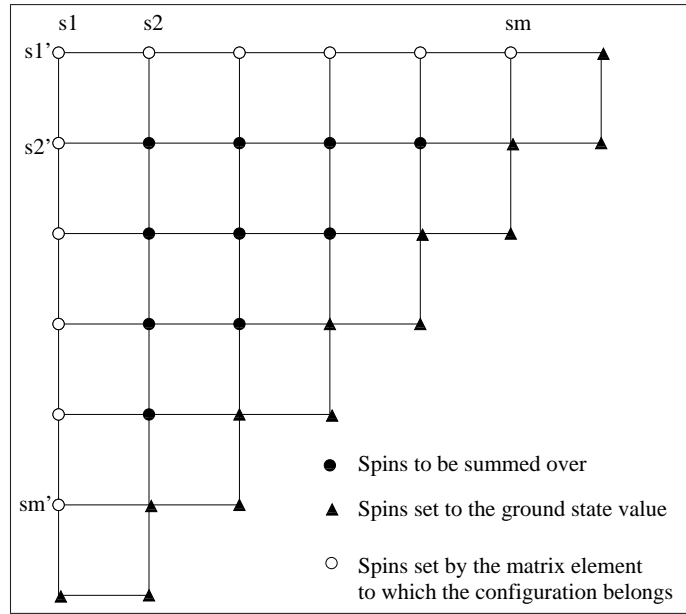 s1 s2 sm
s1'
s2'
Spins to be summed over
Spins set to the ground state value
sm'
Spins set by the matrix element
to which the configuration belongs